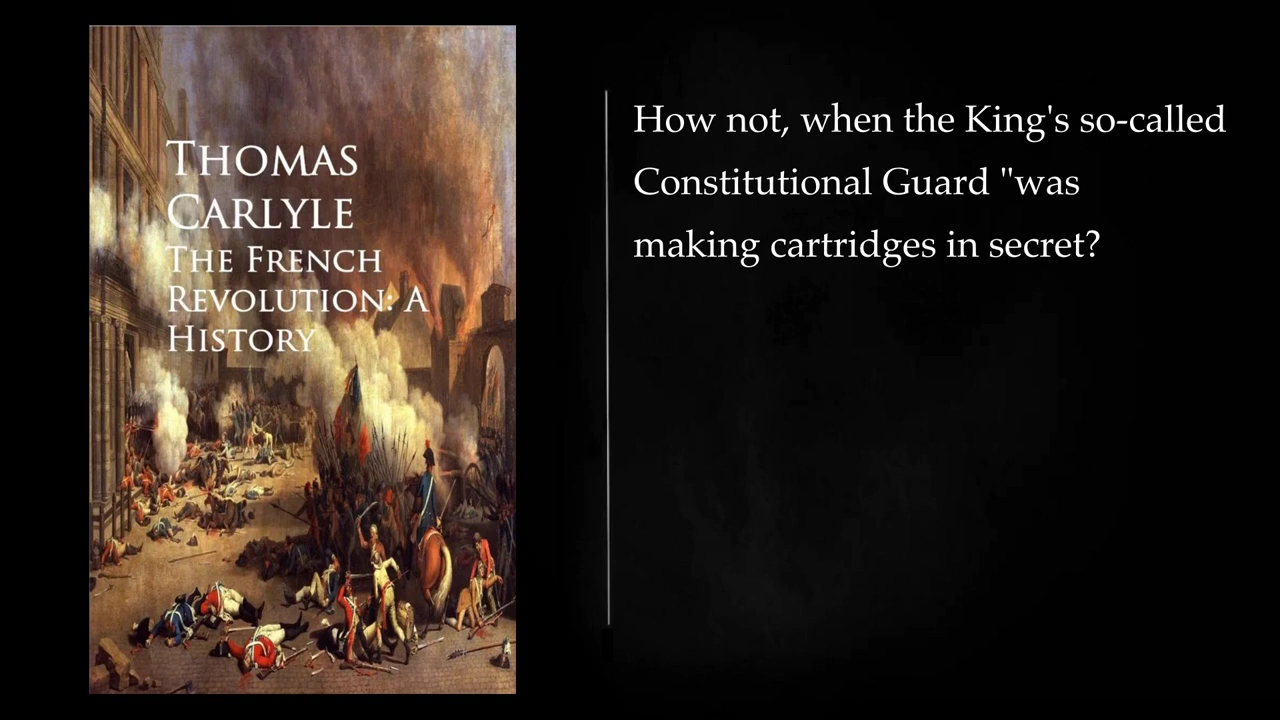 THOMAS
CARLYLE
THE FRENCH
REVOLUTION: A
HISTORY
How not, when the King's so-called
Constitutional Guard "was
making cartridges in secret?